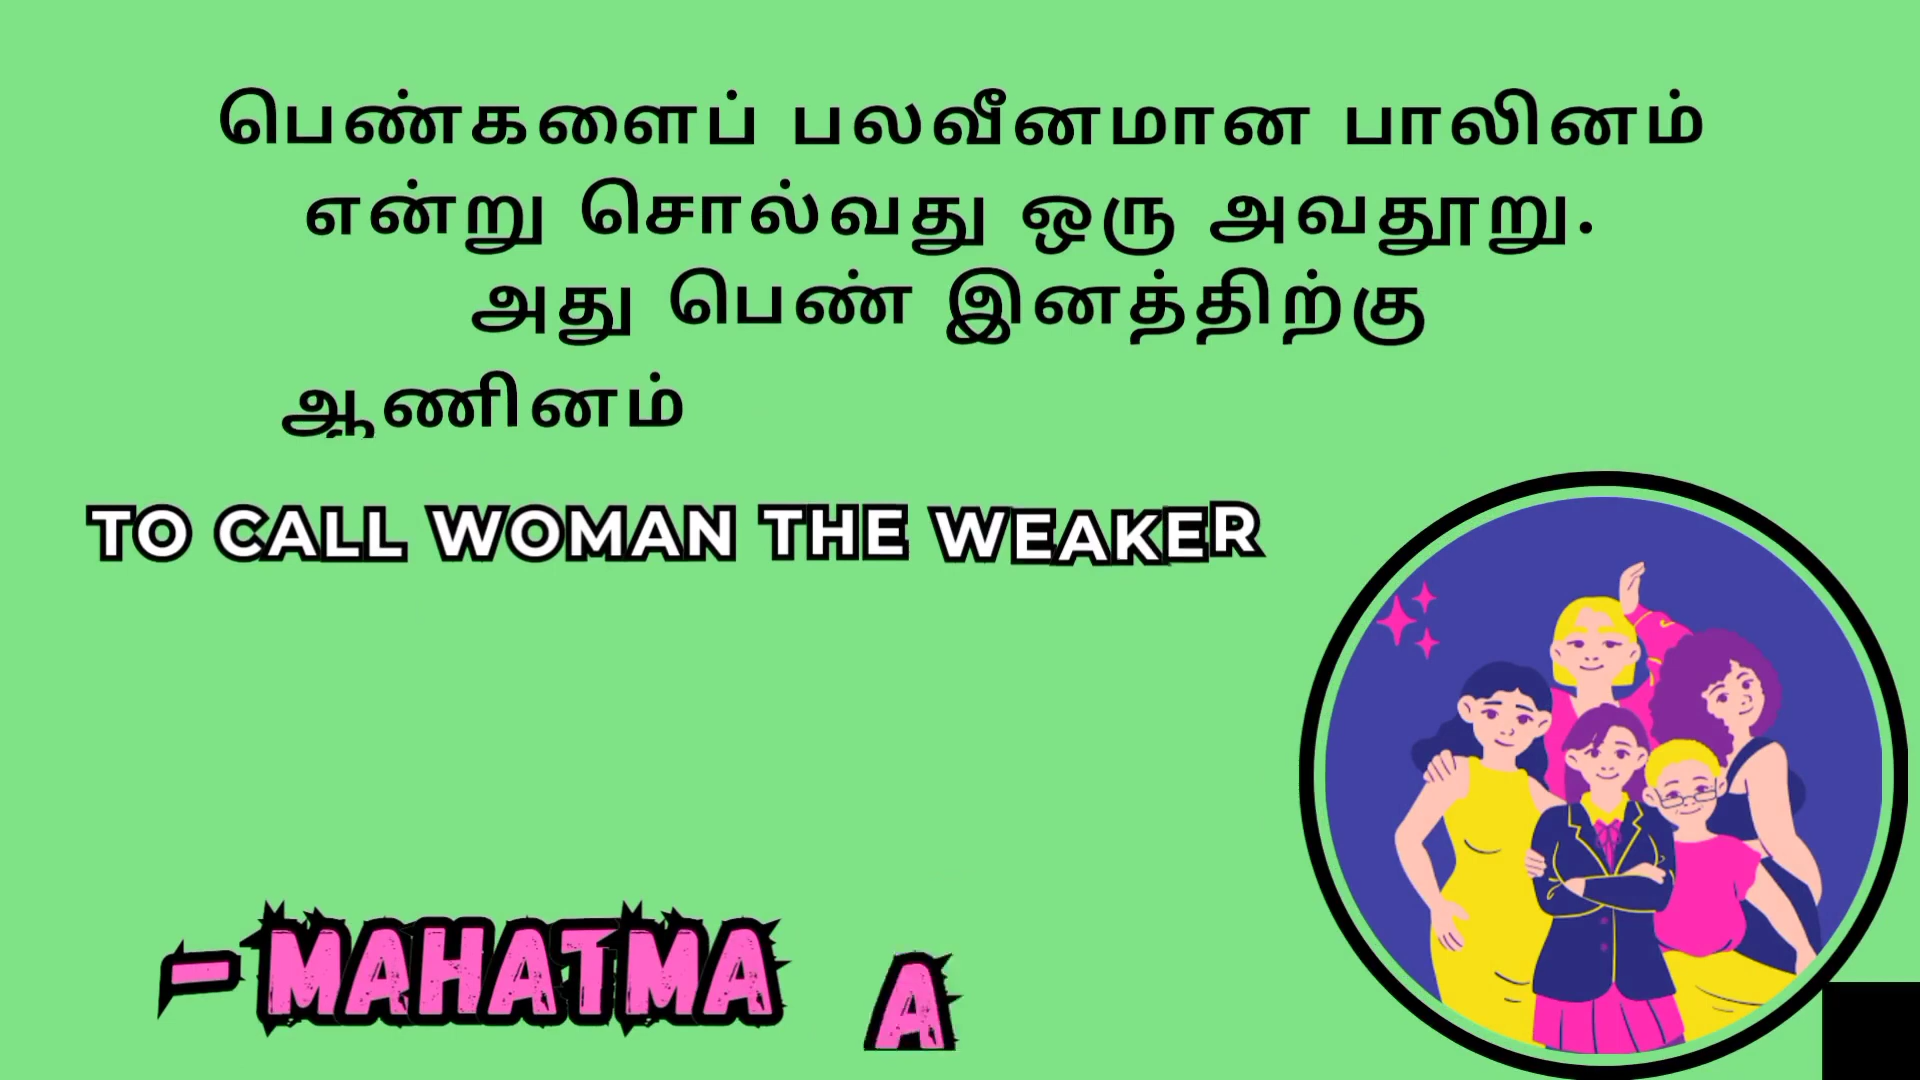 பெண்களைப் பலவீனமான பாலினம்
என்று சொல்வது ஒரு அவதூறு.
அது பெண் இனத்திற்கு
ஆணினம்
TO CALL WOMAN THE WEAKER
- MAHATMA A